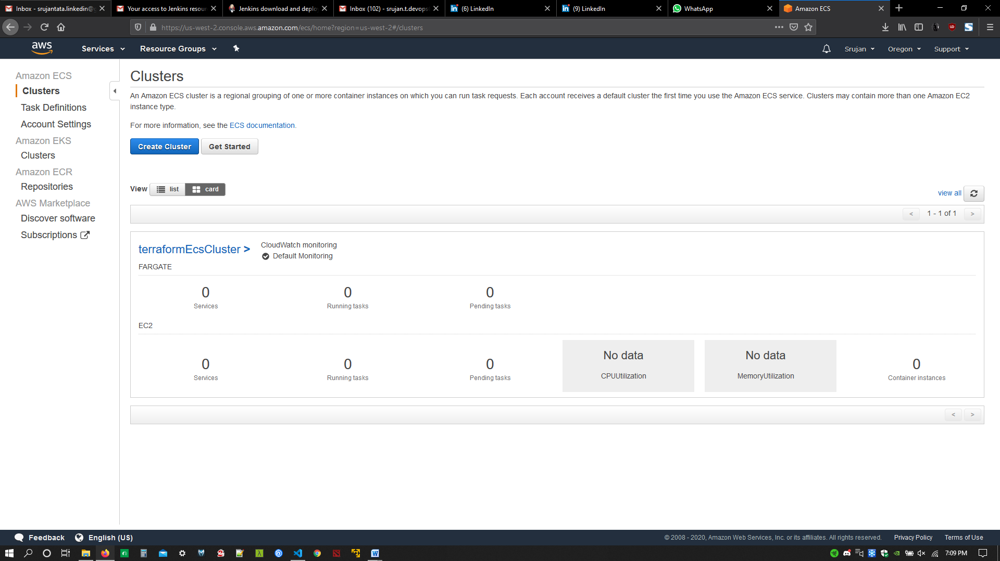 Inbox - srujantata.linkedin@g
Your access to Jenkins resour
Jenkins download and deplo
Inbox (102) - srujan.t.devops
(6) LinkedIn
(9) LinkedIn
WhatsApp
Amazon ECS
https://us-west-2.console.aws.amazon.com/ecs/home?region=us-west-2#/clusters
aws
Services
Resource Groups
Srujan
Oregon
Support
Amazon ECS
Clusters
Task Definitions
Account Settings
Amazon EKS
Clusters
Amazon ECR
Repositories
AWS Marketplace
Discover software
Subscriptions
Clusters
An Amazon ECS cluster is a regional grouping of one or more container instances on which you can run task requests. Each account receives a default cluster the first time you use the Amazon ECS service. Clusters may contain more than one Amazon EC2
instance type.
For more information, see the ECS documentation.
Create Cluster
Get Started
View
list
card
view all
< 1 - 1 of 1 >
terraformEcsCluster >
CloudWatch monitoring
Default Monitoring
FARGATE
0
Services
0
Running tasks
0
Pending tasks
EC2
0
Services
0
Running tasks
0
Pending tasks
No data
CPUUtilization
No data
MemoryUtilization
0
Container instances
< >
Feedback
English (US)
© 2008 - 2020, Amazon Web Services, Inc. or its affiliates. All rights reserved.
Privacy Policy
Terms of Use
7:09 PM